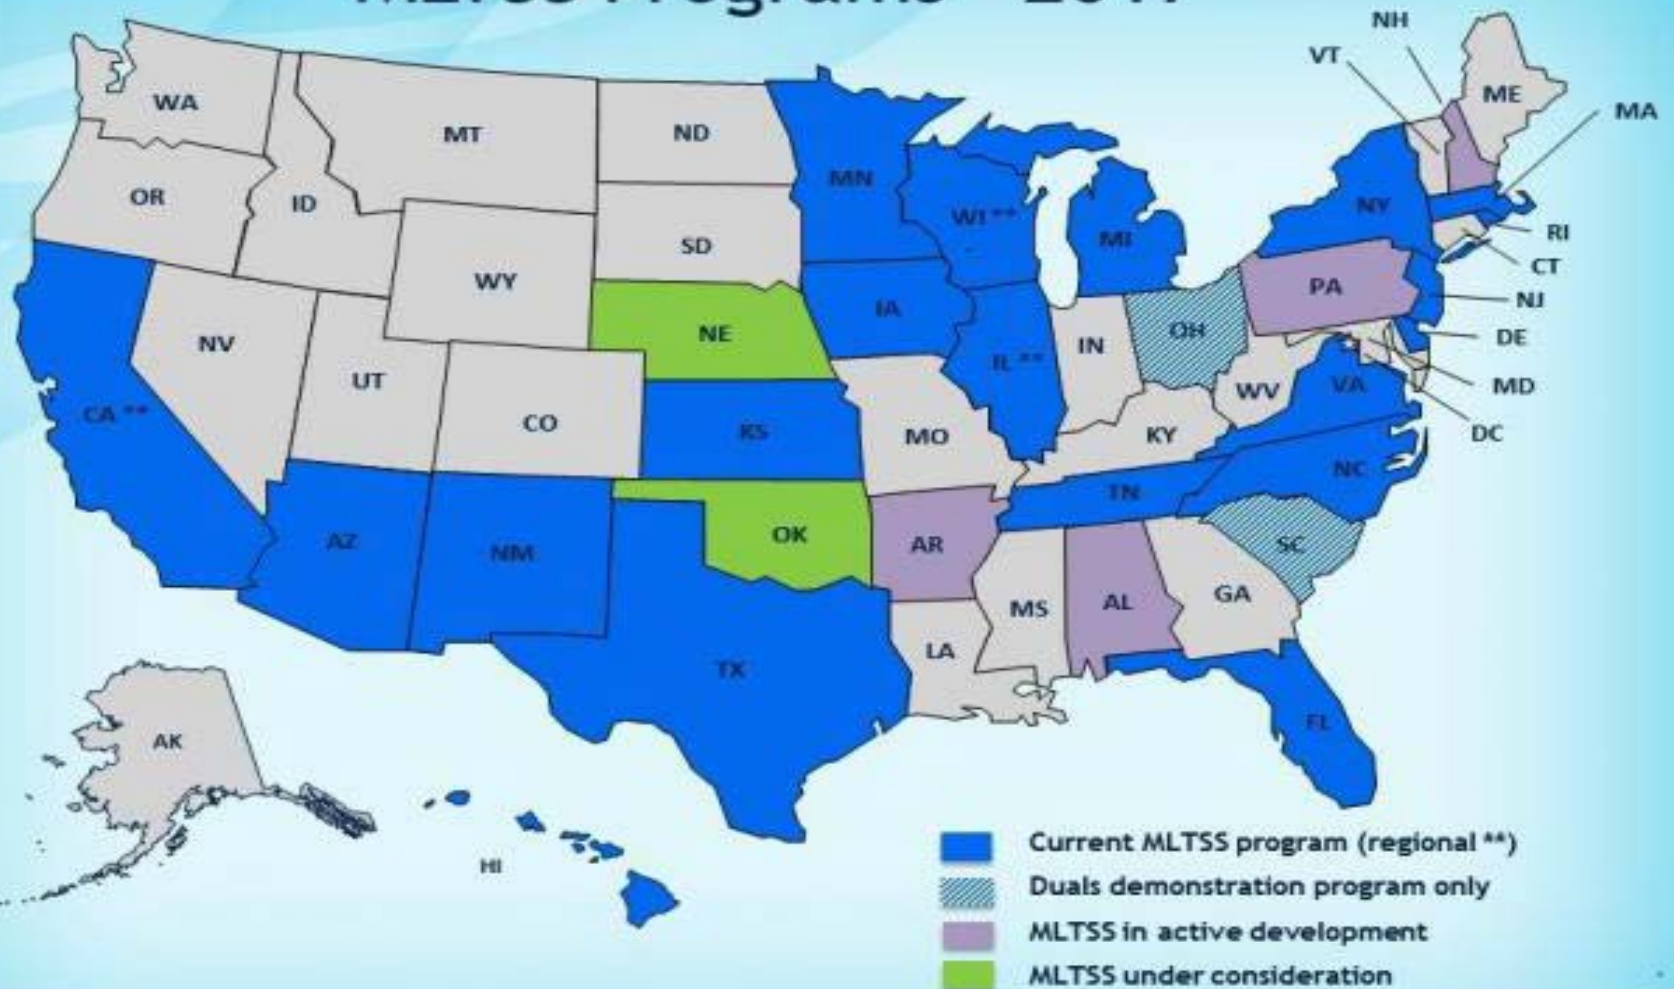 MLTSS Programs - 2017
NH
VT
ME
WA
MA
MT
ND
MN
OR
ID
WI **
NY
SD
MI
RI
CT
WY
PA
NJ
IA
NE
OH
DE
NV
IN
IL **
UT
MD
WV
VA
CA **
CO
KS
MO
KY
DC
NC
TN
AZ
NM
OK
AR
SC
MS
AL
GA
LA
TX
FL
AK
HI
Current MLTSS program (regional **)
Duals demonstration program only
MLTSS in active development
MLTSS under consideration